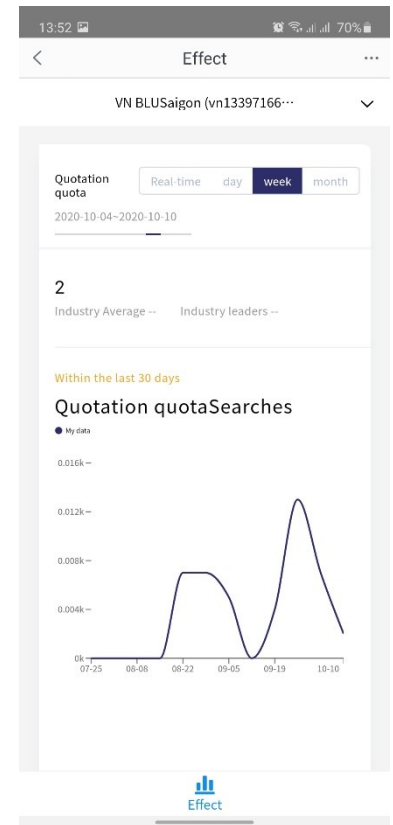 13:52 70%
Effect
VN BLUSaigon (vn13397166···
Quotation quota
Real-time day week month
2020-10-04~2020-10-10
2
Industry Average -- Industry leaders --
Within the last 30 days
Quotation quotaSearches
My data
0.016k
0.012k
0.008k
0.004k
0k
07-25 08-08 08-22 09-05 09-19 10-10
Effect